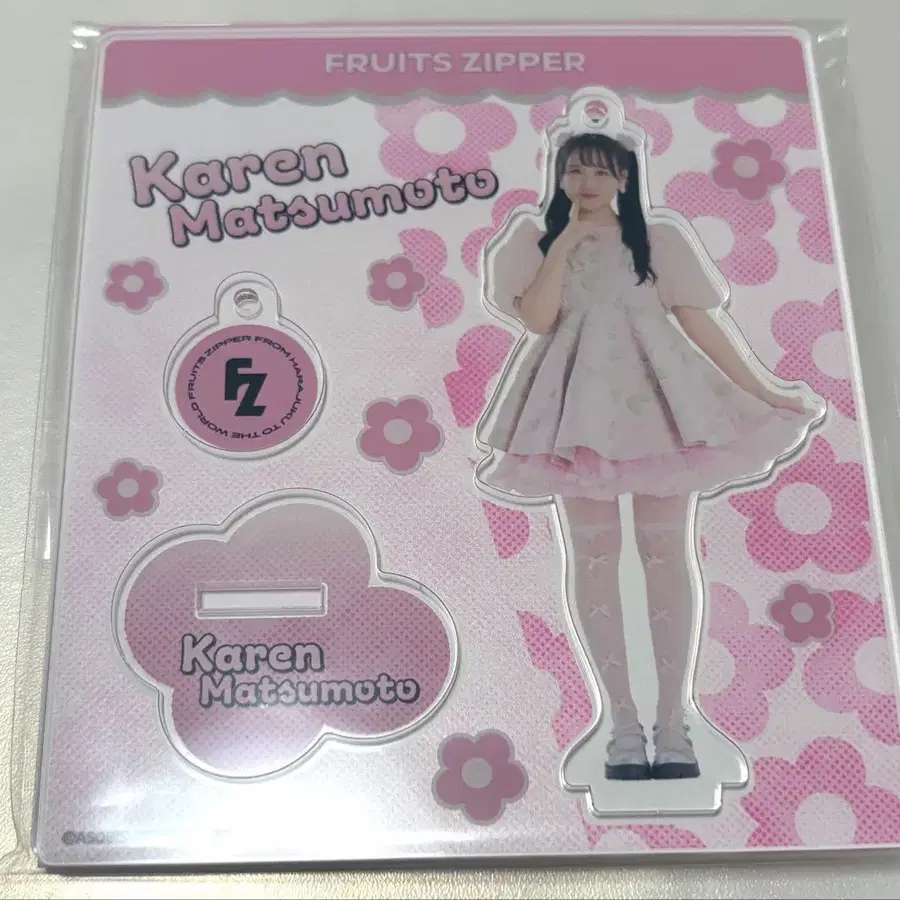 FRUITS ZIPPER
Karen
Matsumoto
FRUITS ZIPPER FROM HARAJUKU TO THE WORLD
FZ
Karen
Matsumoto